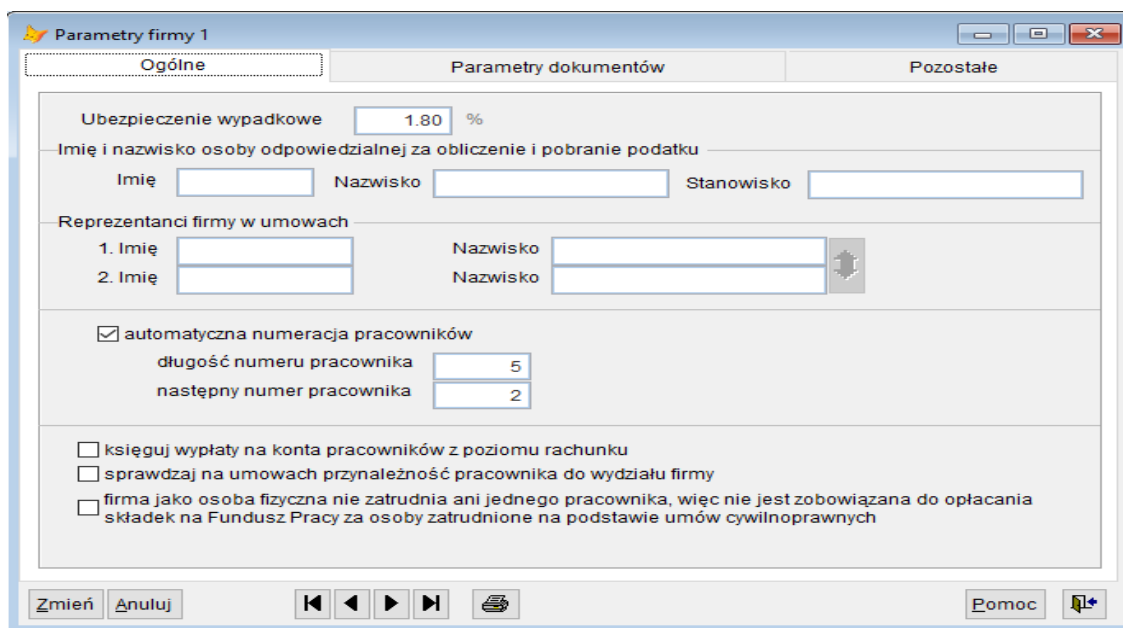 Parametry firmy 1
Ogólne Parametry dokumentów Pozostałe
Ubezpieczenie wypadkowe 1.80 %
Imię i nazwisko osoby odpowiedzialnej za obliczenie i pobranie podatku
Imię Nazwisko Stanowisko
Reprezentanci firmy w umowach
1. Imię Nazwisko
2. Imię Nazwisko
automatyczna numeracja pracowników
długość numeru pracownika 5
następny numer pracownika 2
księguj wypłaty na konta pracowników z poziomu rachunku
sprawdzaj na umowach przynależność pracownika do wydziału firmy
firma jako osoba fizyczna nie zatrudnia ani jednego pracownika, więc nie jest zobowiązana do opłacania
składek na Fundusz Pracy za osoby zatrudnione na podstawie umów cywilnoprawnych
Zmień Anuluj Pomoc